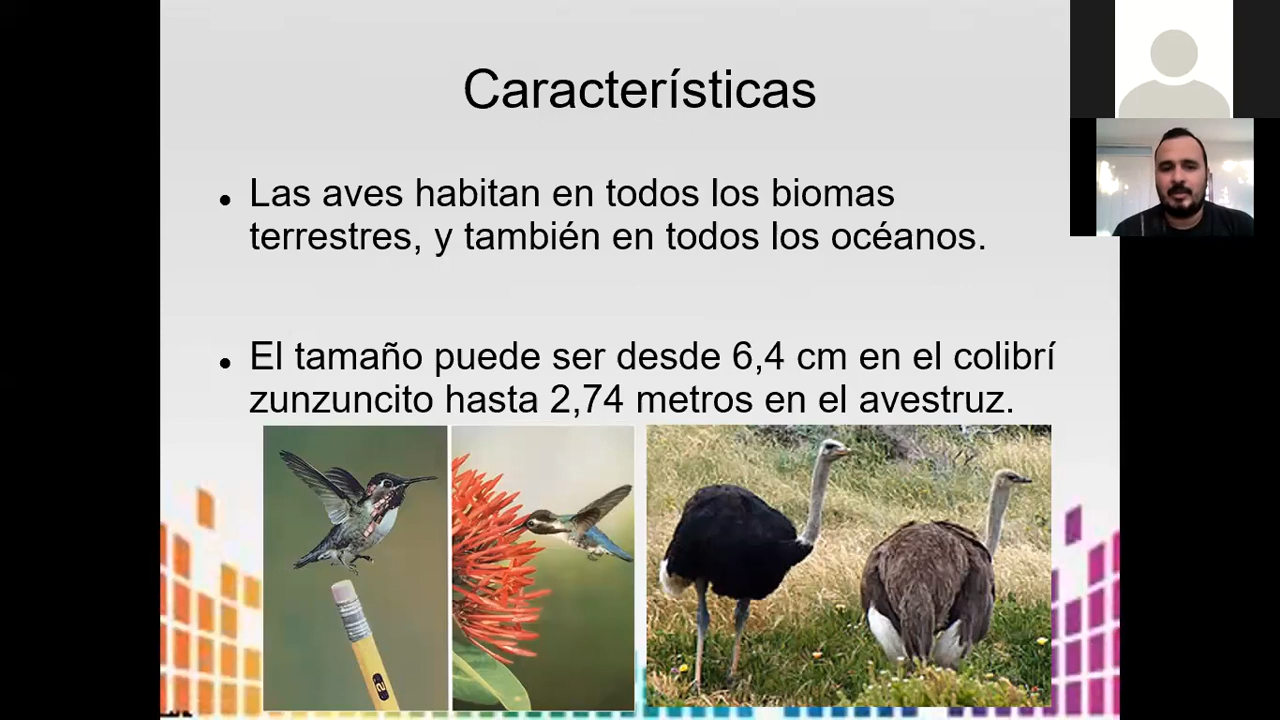 Características
Las aves habitan en todos los biomas
terrestres, y también en todos los océanos.
El tamaño puede ser desde 6,4 cm en el colibrí
zunzuncito hasta 2,74 metros en el avestruz.
2